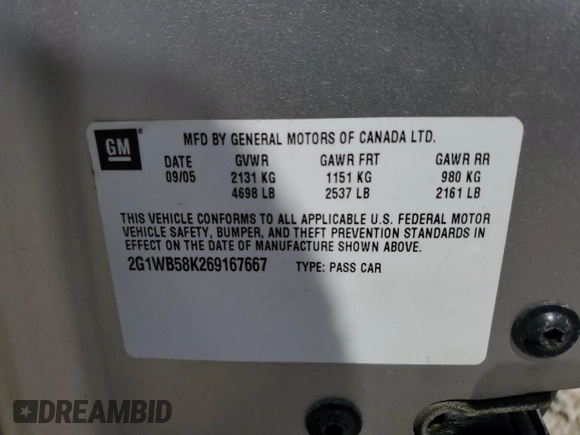 GM ®
MFD BY GENERAL MOTORS OF CANADA LTD.
DATE GVWR GAWR FRT GAWR RR
09/05 2131 KG 1151 KG 980 KG
4698 LB 2537 LB 2161 LB
THIS VEHICLE CONFORMS TO ALL APPLICABLE U.S. FEDERAL MOTOR
VEHICLE SAFETY, BUMPER, AND THEFT PREVENTION STANDARDS IN
EFFECT ON THE DATE OF MANUFACTURE SHOWN ABOVE.
2G1WB58K269167667 TYPE: PASS CAR
DREAMBID